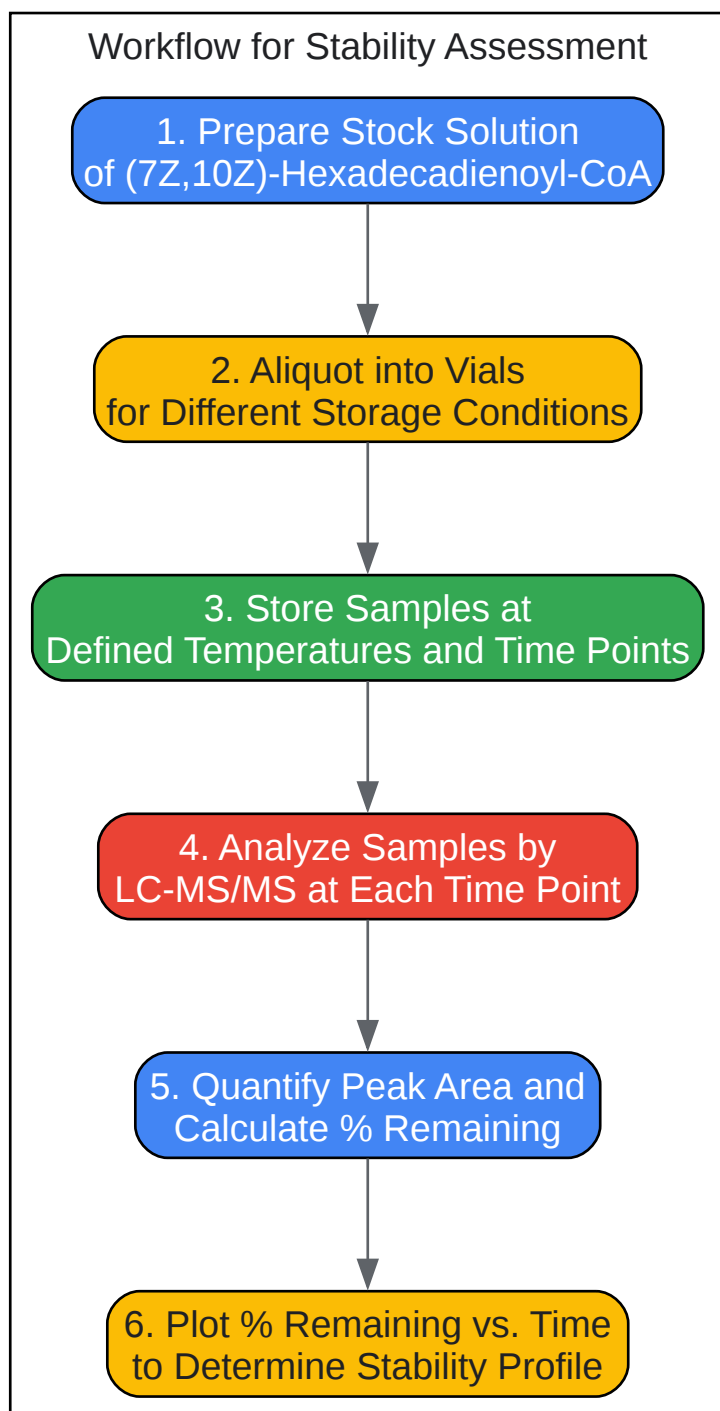 Workflow for Stability Assessment
1. Prepare Stock Solution
of (7Z,10Z)-Hexadecadienoyl-CoA
2. Aliquot into Vials
for Different Storage Conditions
3. Store Samples at
Defined Temperatures and Time Points
4. Analyze Samples by
LC-MS/MS at Each Time Point
5. Quantify Peak Area and
Calculate % Remaining
6. Plot % Remaining vs. Time
to Determine Stability Profile